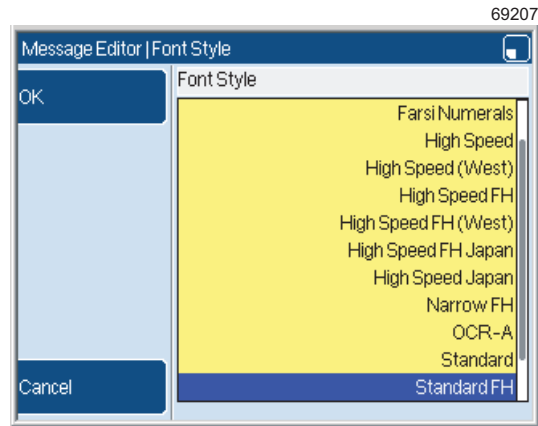 69207
Message Editor | Font Style
OK
Font Style
Farsi Numerals
High Speed
High Speed (West)
High Speed FH
High Speed FH (West)
High Speed FH Japan
High Speed Japan
Narrow FH
OCR-A
Standard
Standard FH
Cancel